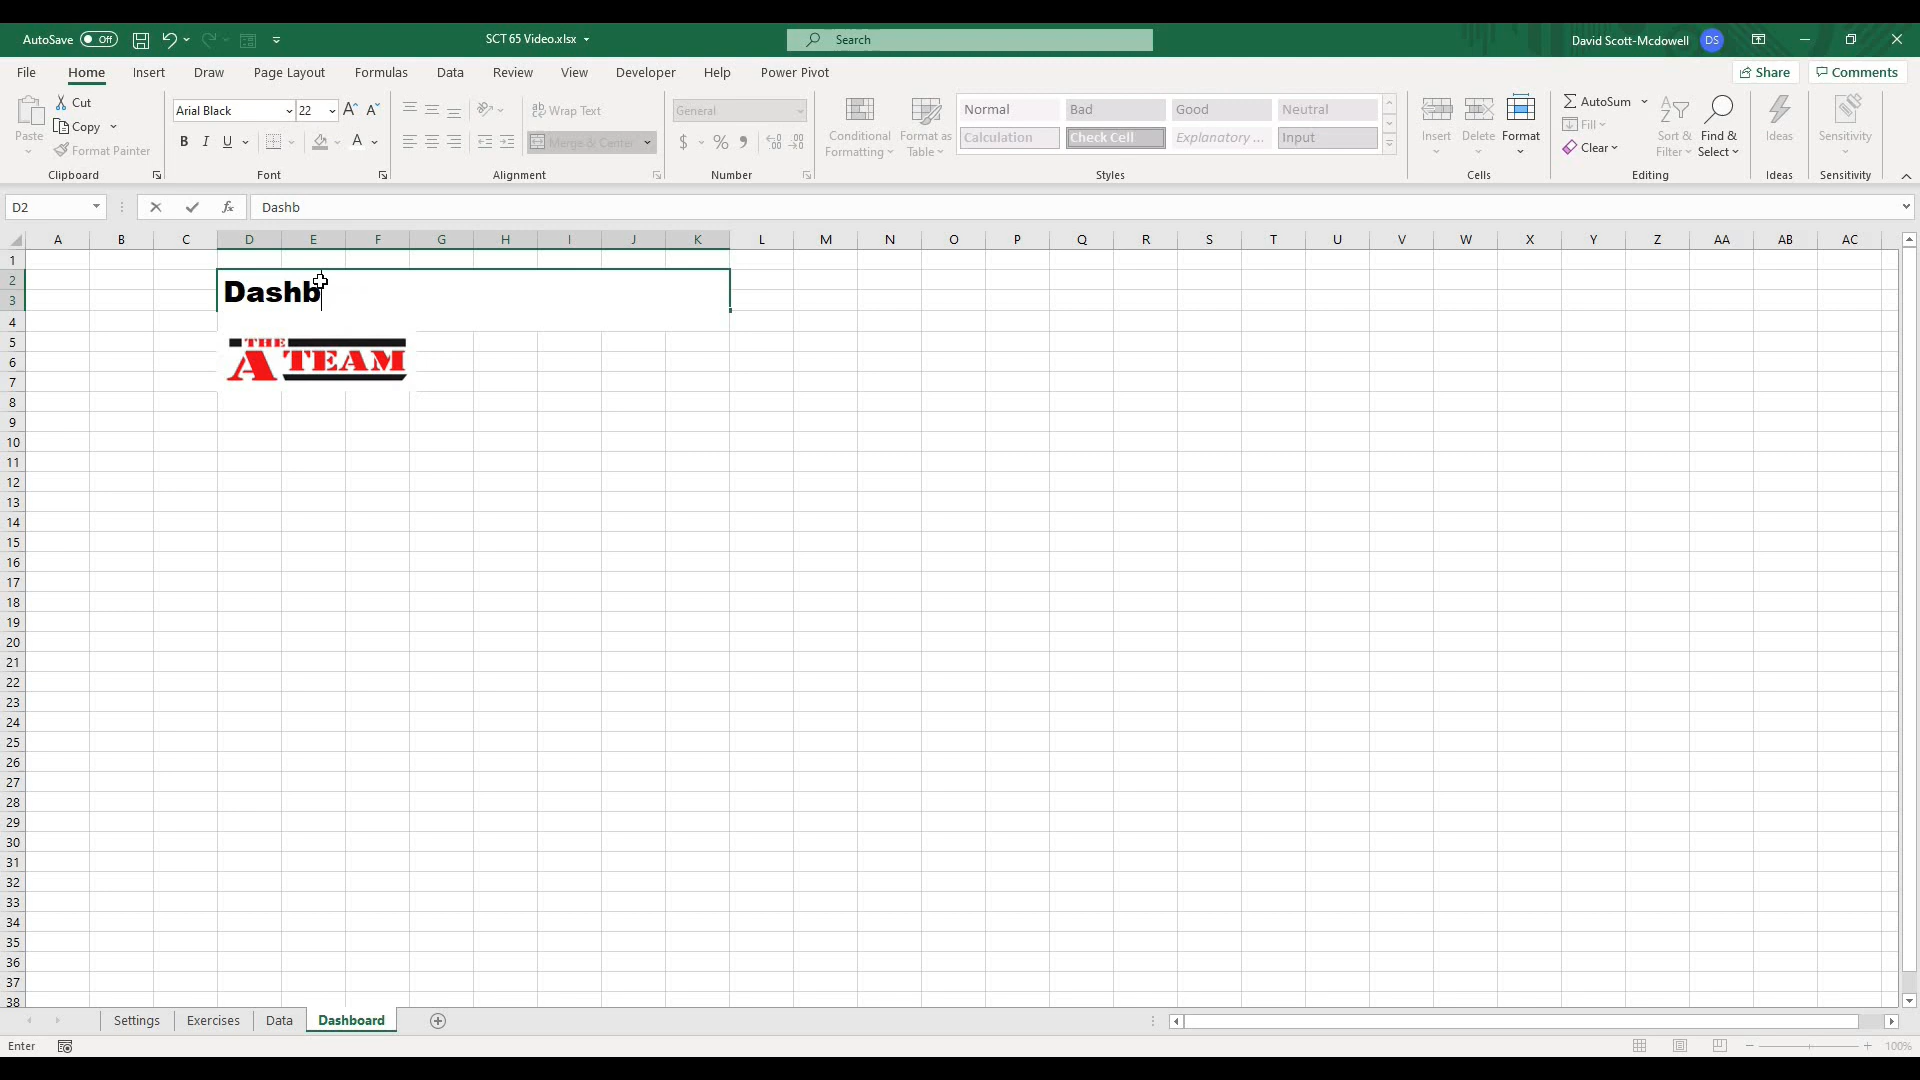 AutoSave Off SCT 65 Video.xlsx Search David Scott-Mcdowell DS
File Home Insert Draw Page Layout Formulas Data Review View Developer Help Power Pivot Share Comments
Paste Cut Copy Format Painter Clipboard
Arial Black 22 A A B I U A Font
Wrap Text Merge & Center Alignment
General $ % Number
Conditional Formatting Format as Table Normal Bad Good Neutral
Calculation Check Cell Explanatory ... Input Styles
Insert Delete Format Cells
AutoSum Fill Clear Sort & Filter Find & Select Editing
Ideas Ideas
Sensitivity Sensitivity
D2 fx Dashb
A B C D E F G H I J K L M N O P Q R S T U V W X Y Z AA AB AC
1
2
Dashb
3
4
5
THE
A TEAM
6
7
8
9
10
11
12
13
14
15
16
17
18
19
20
21
22
23
24
25
26
27
28
29
30
31
32
33
34
35
36
37
38
Settings Exercises Data Dashboard
Enter 100%